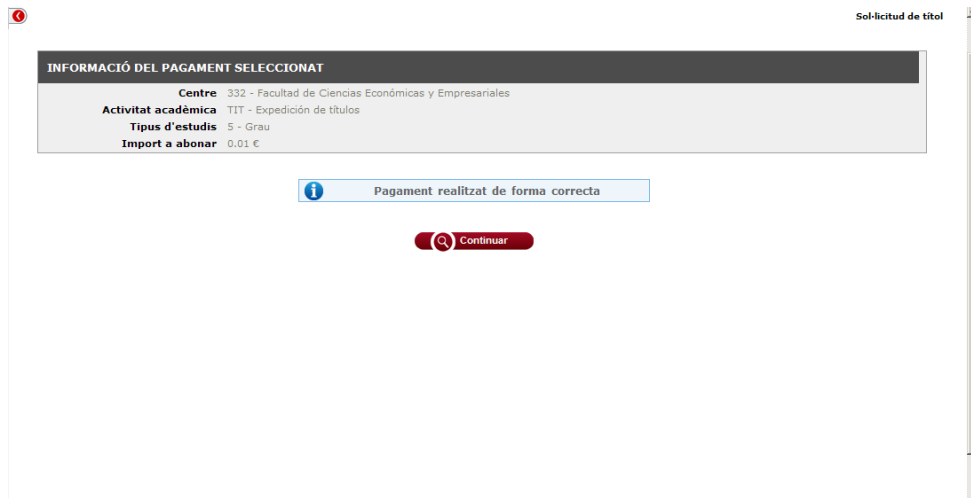 Sol·licitud de títol
INFORMACIÓ DEL PAGAMENT SELECCIONAT
Centre 332 - Facultad de Ciencias Económicas y Empresariales
Activitat acadèmica TIT - Expedición de títulos
Tipus d'estudis 5 - Grau
Import a abonar 0.01 €
Pagament realitzat de forma correcta
Continuar